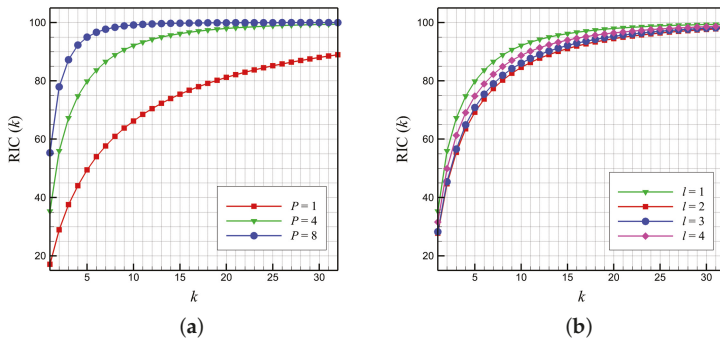 100
80
60
40
20
RIC (k)
5 10 15 20 25 30
k
P = 1
P = 4
P = 8
(a)
100
80
60
40
20
RIC (k)
5 10 15 20 25 30
k
l = 1
l = 2
l = 3
l = 4
(b)